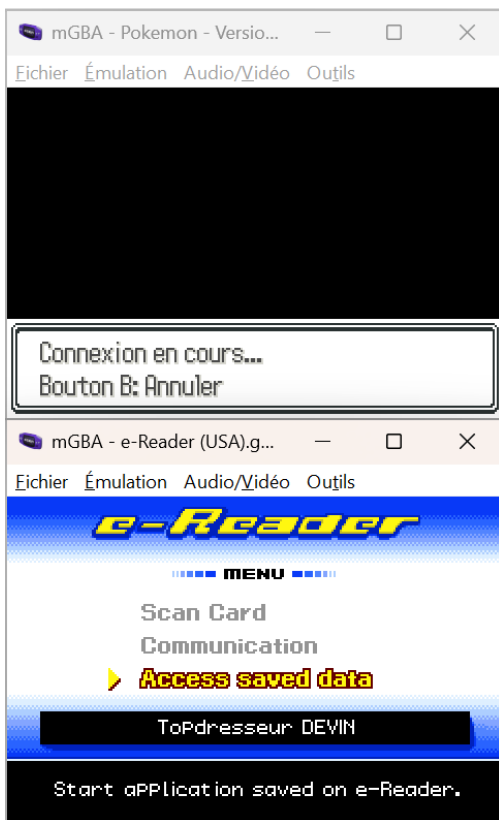 mGBA - Pokemon - Versio...
Fichier Émulation Audio/Vidéo Outils
Connexion en cours...
Bouton B: Annuler
mGBA - e-Reader (USA).g...
Fichier Émulation Audio/Vidéo Outils
e-Reader
MENU
Scan Card
Communication
Access saved data
ToPdresseur DEVIN
Start aPPlication saved on e-Reader.